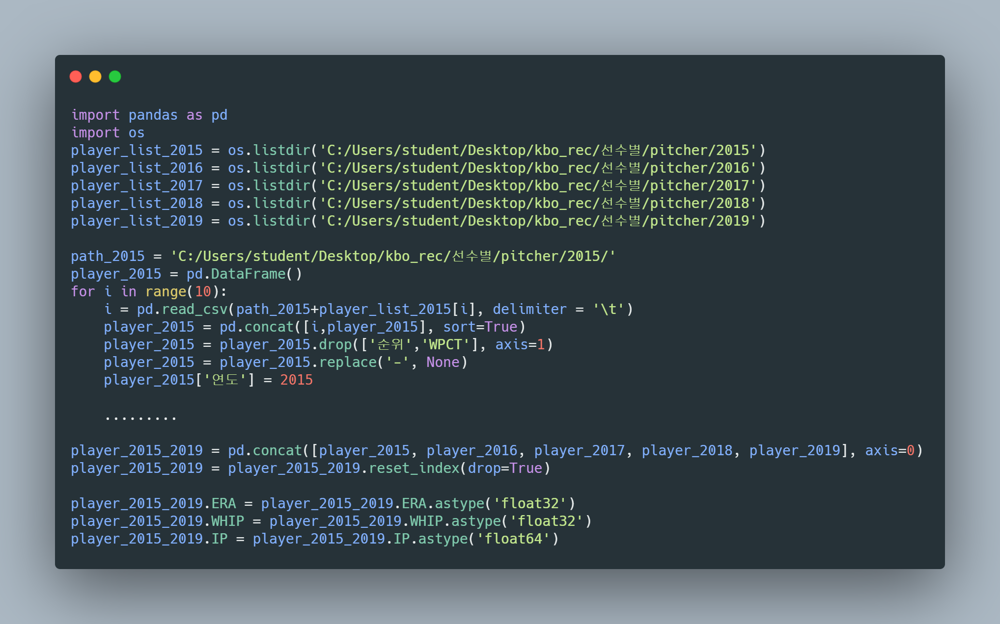 import pandas as pd
import os
player_list_2015 = os.listdir('C:/Users/student/Desktop/kbo_rec/선수별/pitcher/2015')
player_list_2016 = os.listdir('C:/Users/student/Desktop/kbo_rec/선수별/pitcher/2016')
player_list_2017 = os.listdir('C:/Users/student/Desktop/kbo_rec/선수별/pitcher/2017')
player_list_2018 = os.listdir('C:/Users/student/Desktop/kbo_rec/선수별/pitcher/2018')
player_list_2019 = os.listdir('C:/Users/student/Desktop/kbo_rec/선수별/pitcher/2019')

path_2015 = 'C:/Users/student/Desktop/kbo_rec/선수별/pitcher/2015/'
player_2015 = pd.DataFrame()
for i in range(10):
    i = pd.read_csv(path_2015+player_list_2015[i], delimiter = '\t')
    player_2015 = pd.concat([i,player_2015], sort=True)
    player_2015 = player_2015.drop(['순위','WPCT'], axis=1)
    player_2015 = player_2015.replace('-', None)
    player_2015['연도'] = 2015

    .........

player_2015_2019 = pd.concat([player_2015, player_2016, player_2017, player_2018, player_2019], axis=0)
player_2015_2019 = player_2015_2019.reset_index(drop=True)

player_2015_2019.ERA = player_2015_2019.ERA.astype('float32')
player_2015_2019.WHIP = player_2015_2019.WHIP.astype('float32')
player_2015_2019.IP = player_2015_2019.IP.astype('float64')